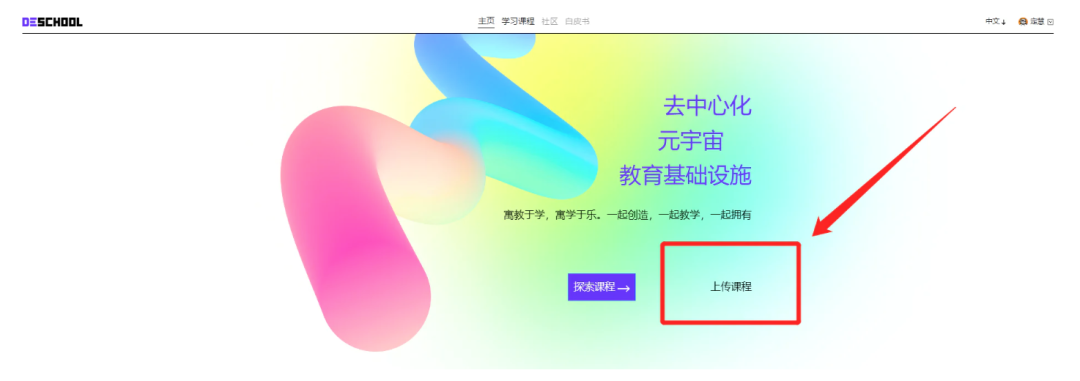 DESCHOOL
主页 学习课程 社区 白皮书
中文↓
去中心化
元宇宙
教育基础设施
寓教于学，寓学于乐。一起创造，一起教学，一起拥有
探索课程→
上传课程